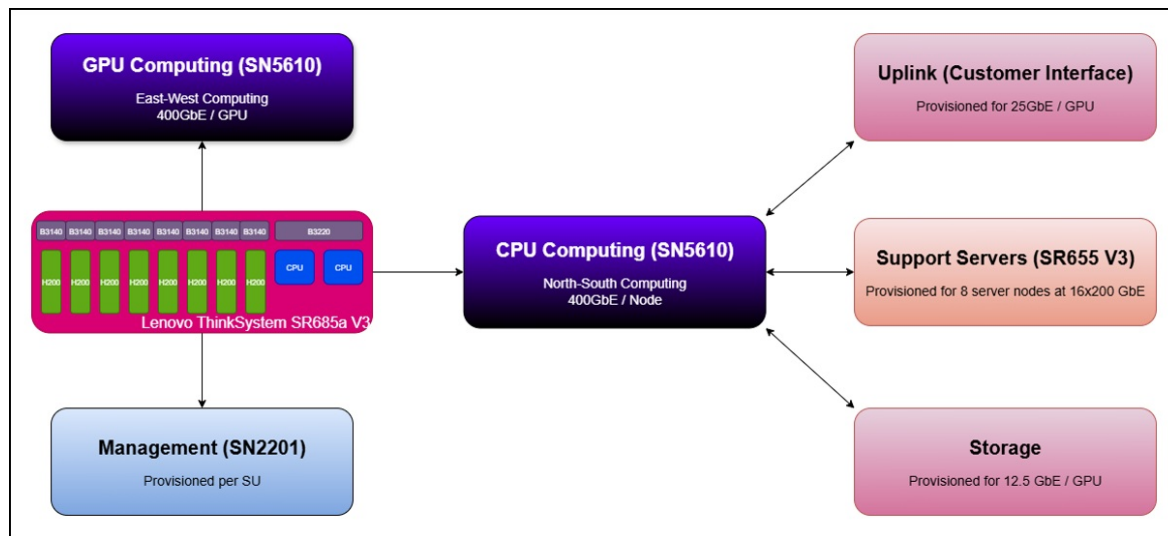 GPU Computing (SN5610)
East-West Computing
400GbE / GPU
B3140 B3140 B3140 B3140 B3140 B3140 B3140 B3140 B3220
H200 H200 H200 H200 H200 H200 H200 H200 CPU CPU
Lenovo ThinkSystem SR685a V3
Management (SN2201)
Provisioned per SU
CPU Computing (SN5610)
North-South Computing
400GbE / Node
Uplink (Customer Interface)
Provisioned for 25GbE / GPU
Support Servers (SR655 V3)
Provisioned for 8 server nodes at 16x200 GbE
Storage
Provisioned for 12.5 GbE / GPU